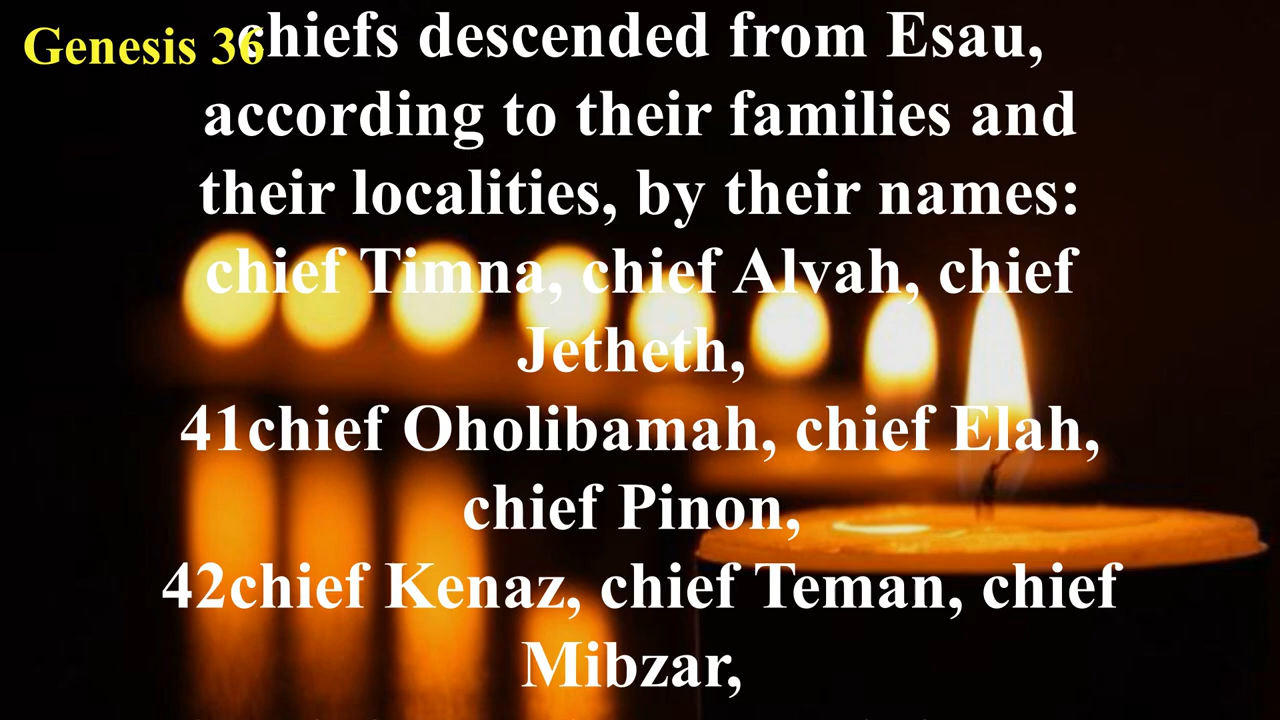 Genesis 36
chiefs descended from Esau,
according to their families and
their localities, by their names:
chief Timna, chief Alvah, chief
Jetheth,
41chief Oholibamah, chief Elah,
chief Pinon,
42chief Kenaz, chief Teman, chief
Mibzar,